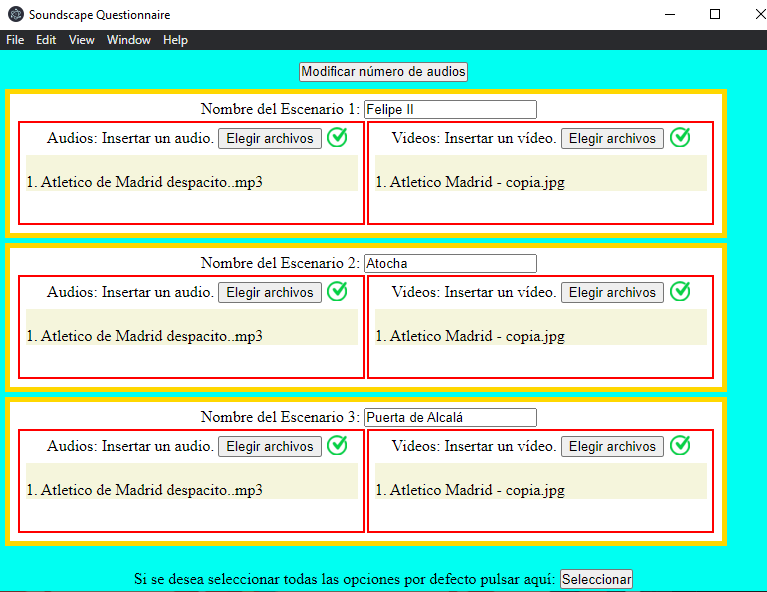 Soundscape Questionnaire
File Edit View Window Help
Modificar número de audios
Nombre del Escenario 1: Felipe II
Audios: Insertar un audio. Elegir archivos Videos: Insertar un vídeo. Elegir archivos
1. Atletico de Madrid despacito..mp3 1. Atletico Madrid - copia.jpg
Nombre del Escenario 2: Atocha
Audios: Insertar un audio. Elegir archivos Videos: Insertar un vídeo. Elegir archivos
1. Atletico de Madrid despacito..mp3 1. Atletico Madrid - copia.jpg
Nombre del Escenario 3: Puerta de Alcalá
Audios: Insertar un audio. Elegir archivos Videos: Insertar un vídeo. Elegir archivos
1. Atletico de Madrid despacito..mp3 1. Atletico Madrid - copia.jpg
Si se desea seleccionar todas las opciones por defecto pulsar aquí: Seleccionar